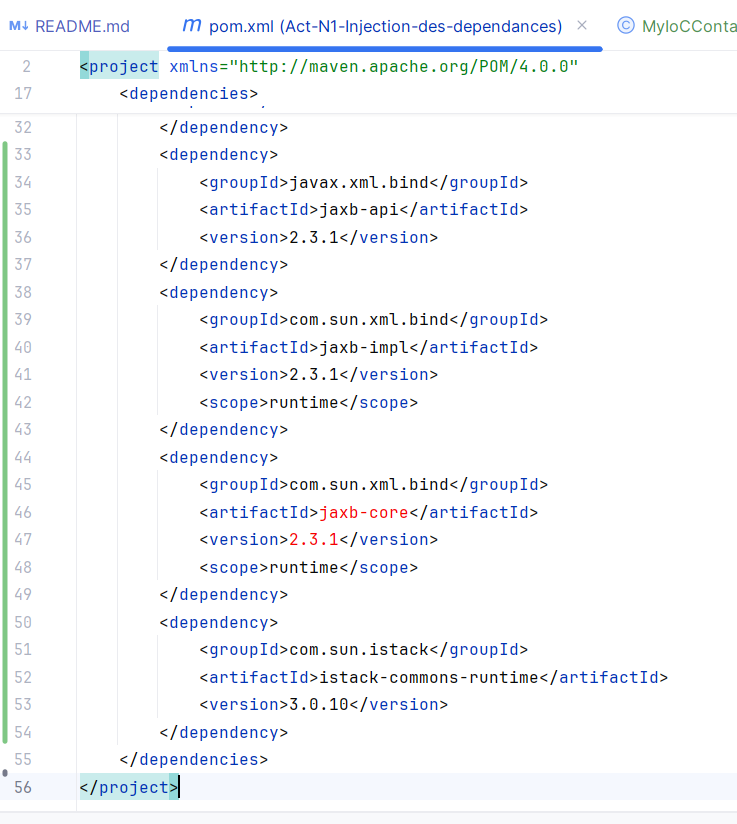 README.md pom.xml (Act-N1-Injection-des-dependances) MyIoCConta
2 <project xmlns="http://maven.apache.org/POM/4.0.0"
17 <dependencies>
32 </dependency>
33 <dependency>
34 <groupId>javax.xml.bind</groupId>
35 <artifactId>jaxb-api</artifactId>
36 <version>2.3.1</version>
37 </dependency>
38 <dependency>
39 <groupId>com.sun.xml.bind</groupId>
40 <artifactId>jaxb-impl</artifactId>
41 <version>2.3.1</version>
42 <scope>runtime</scope>
43 </dependency>
44 <dependency>
45 <groupId>com.sun.xml.bind</groupId>
46 <artifactId>jaxb-core</artifactId>
47 <version>2.3.1</version>
48 <scope>runtime</scope>
49 </dependency>
50 <dependency>
51 <groupId>com.sun.istack</groupId>
52 <artifactId>istack-commons-runtime</artifactId>
53 <version>3.0.10</version>
54 </dependency>
55 </dependencies>
56 </project>